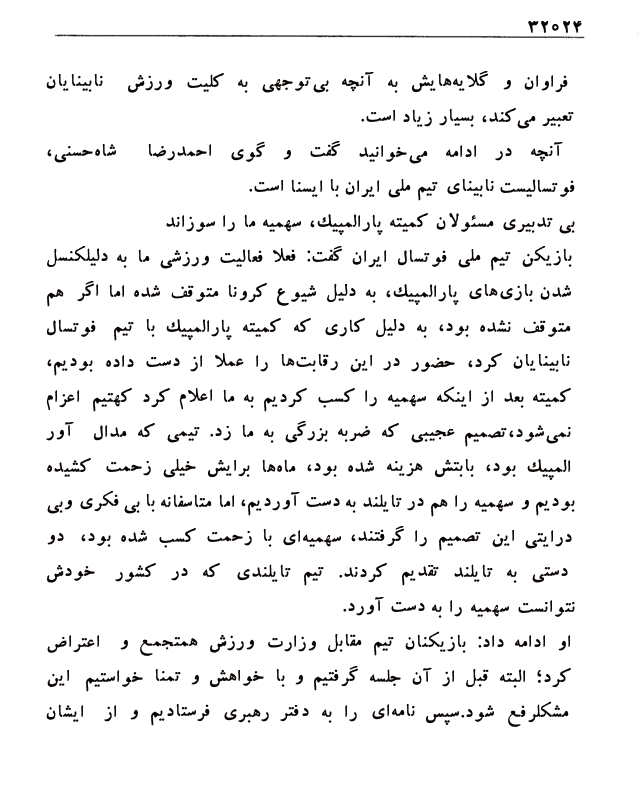 ۳۲۰۲۴
فراوان و گلایه‌هایش به آنچه بی‌توجهی به کلیت ورزش نابینایان
تعبیر می‌کند، بسیار زیاد است.
آنچه در ادامه می‌خوانید گفت و گوی احمدرضا شاه‌حسنی،
فوتسالیست نابینای تیم ملی ایران با ایسنا است.
بی تدبیری مسئولان کمیته پارالمپیك، سهمیه ما را سوزاند
بازیکن تیم ملی فوتسال ایران گفت: فعلا فعالیت ورزشی ما به دلیلکنسل
شدن بازی‌های پارالمپیك، به دلیل شیوع کرونا متوقف شده اما اگر هم
متوقف نشده بود، به دلیل کاری که کمیته پارالمپیك با تیم فوتسال
نابینایان کرد، حضور در این رقابت‌ها را عملا از دست داده بودیم،
کمیته بعد از اینکه سهمیه را کسب کردیم به ما اعلام کرد کهتیم اعزام
نمی‌شود،تصمیم عجیبی که ضربه بزرگی به ما زد. تیمی که مدال آور
المپیك بود، بابتش هزینه شده بود، ماه‌ها برایش خیلی زحمت کشیده
بودیم و سهمیه را هم در تایلند به دست آوردیم، اما متاسفانه با بی فکری وبی
درایتی این تصمیم را گرفتند، سهمیه‌ای با زحمت کسب شده بود، دو
دستی به تایلند تقدیم کردند. تیم تایلندی که در کشور خودش
نتوانست سهمیه را به دست آورد.
او ادامه داد: بازیکنان تیم مقابل وزارت ورزش همتجمع و اعتراض
کرد؛ البته قبل از آن جلسه گرفتیم و با خواهش و تمنا خواستیم این
مشکلرفع شود.سپس نامه‌ای را به دفتر رهبری فرستادیم و از ایشان